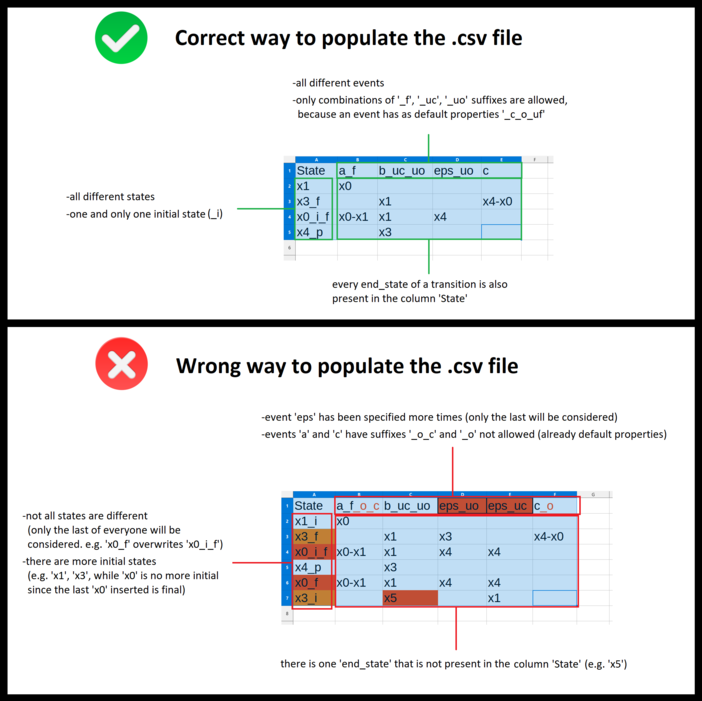 Correct way to populate the .csv file
-all different events
-only combinations of '_f', '_uc', '_uo' suffixes are allowed,
because an event has as default properties '_c_o_uf'
A B C D E F
1 State a_f b_uc_uo eps_uo c
2 x1 x0
3 x3_f x1 x4-x0
4 x0_i_f x0-x1 x1 x4
5 x4_p x3
6
-all different states
-one and only one initial state (_i)
every end_state of a transition is also
present in the column 'State'
Wrong way to populate the .csv file
-event 'eps' has been specified more times (only the last will be considered)
-events 'a' and 'c' have suffixes '_o_c' and '_o' not allowed (already default properties)
A B C D E F G
1 State a_f_o_c b_uc_uo eps_uo eps_uc c_o
2 x1_i x0
3 x3_f x1 x3 x4-x0
4 x0_i_f x0-x1 x1 x4 x4
5 x4_p x3
6 x0_f x0-x1 x1 x4 x4
7 x3_i x5 x1
8
-not all states are different
(only the last of everyone will be
considered. e.g. 'x0_f' overwrites 'x0_i_f')
-there are more initial states
(e.g. 'x1', 'x3', while 'x0' is no more initial
since the last 'x0' inserted is final)
there is one 'end_state' that is not present in the column 'State' (e.g. 'x5')